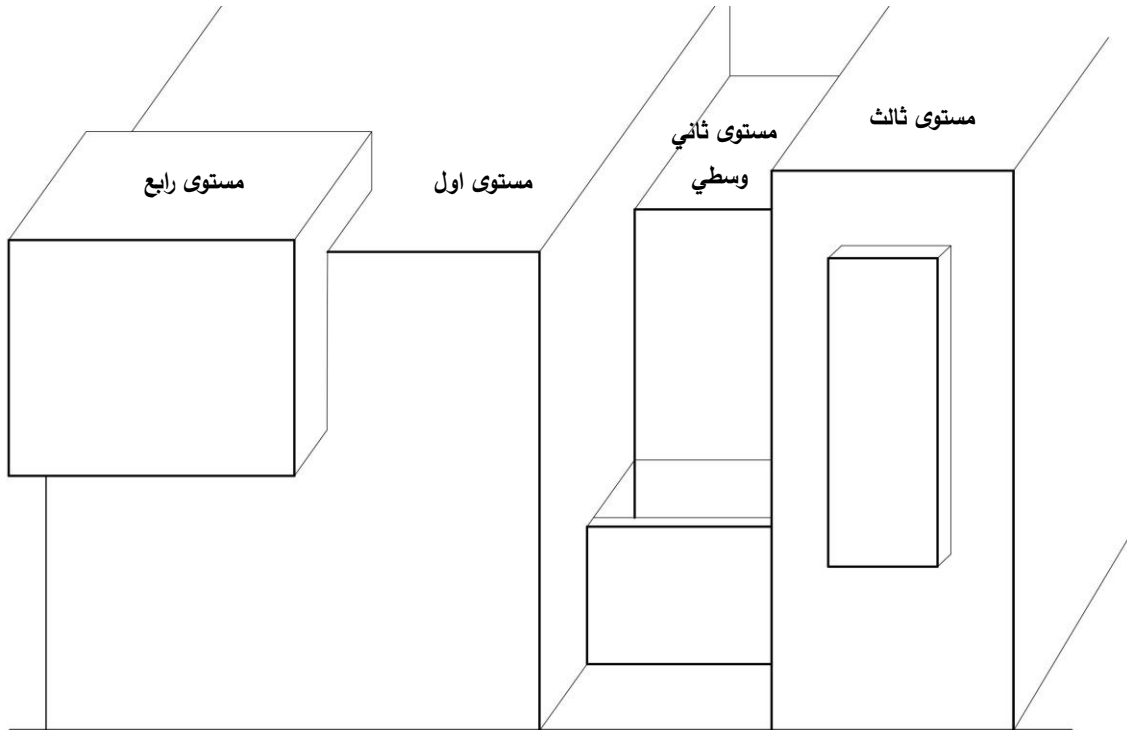 مستوى ثالث
مستوى ثاني
وسطي
مستوى اول
مستوى رابع